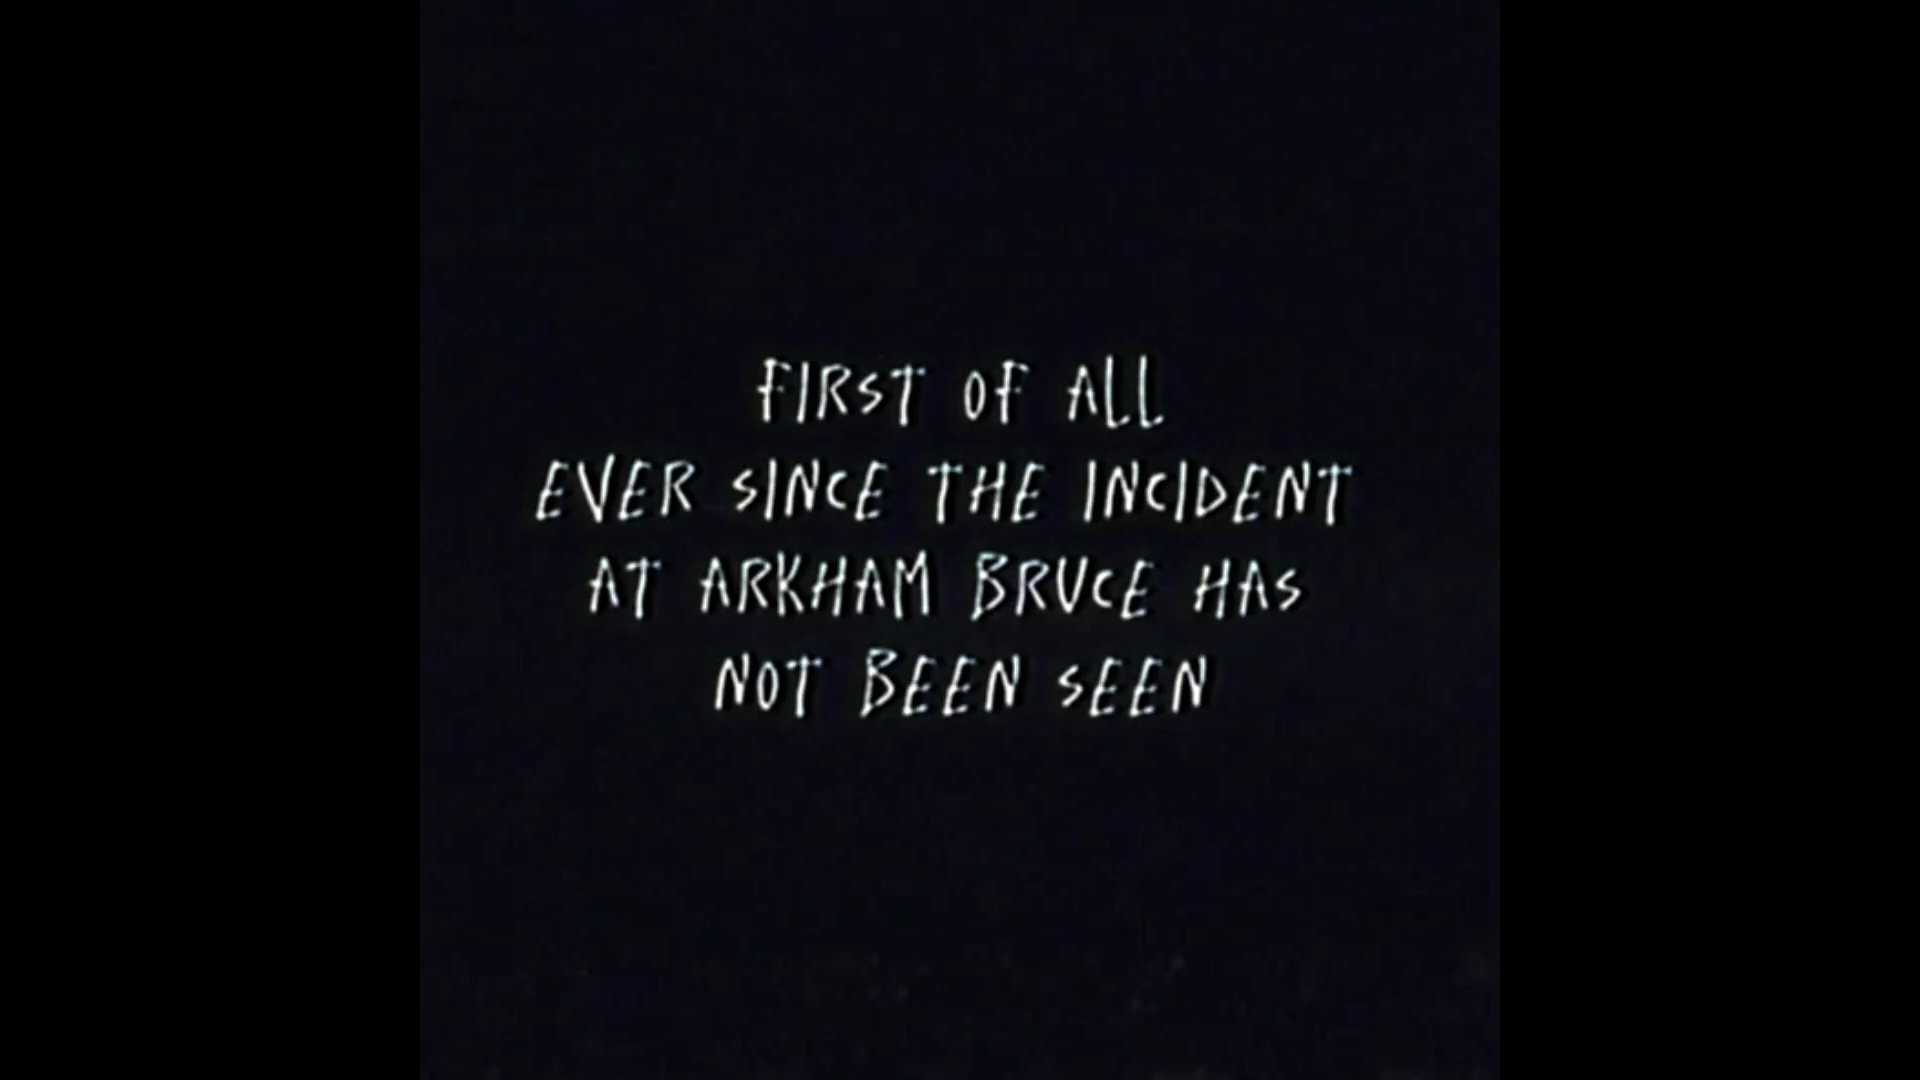 FIRST OF ALL
EVER SINCE THE INCIDENT
AT ARKHAM BRUCE HAS
NOT BEEN SEEN